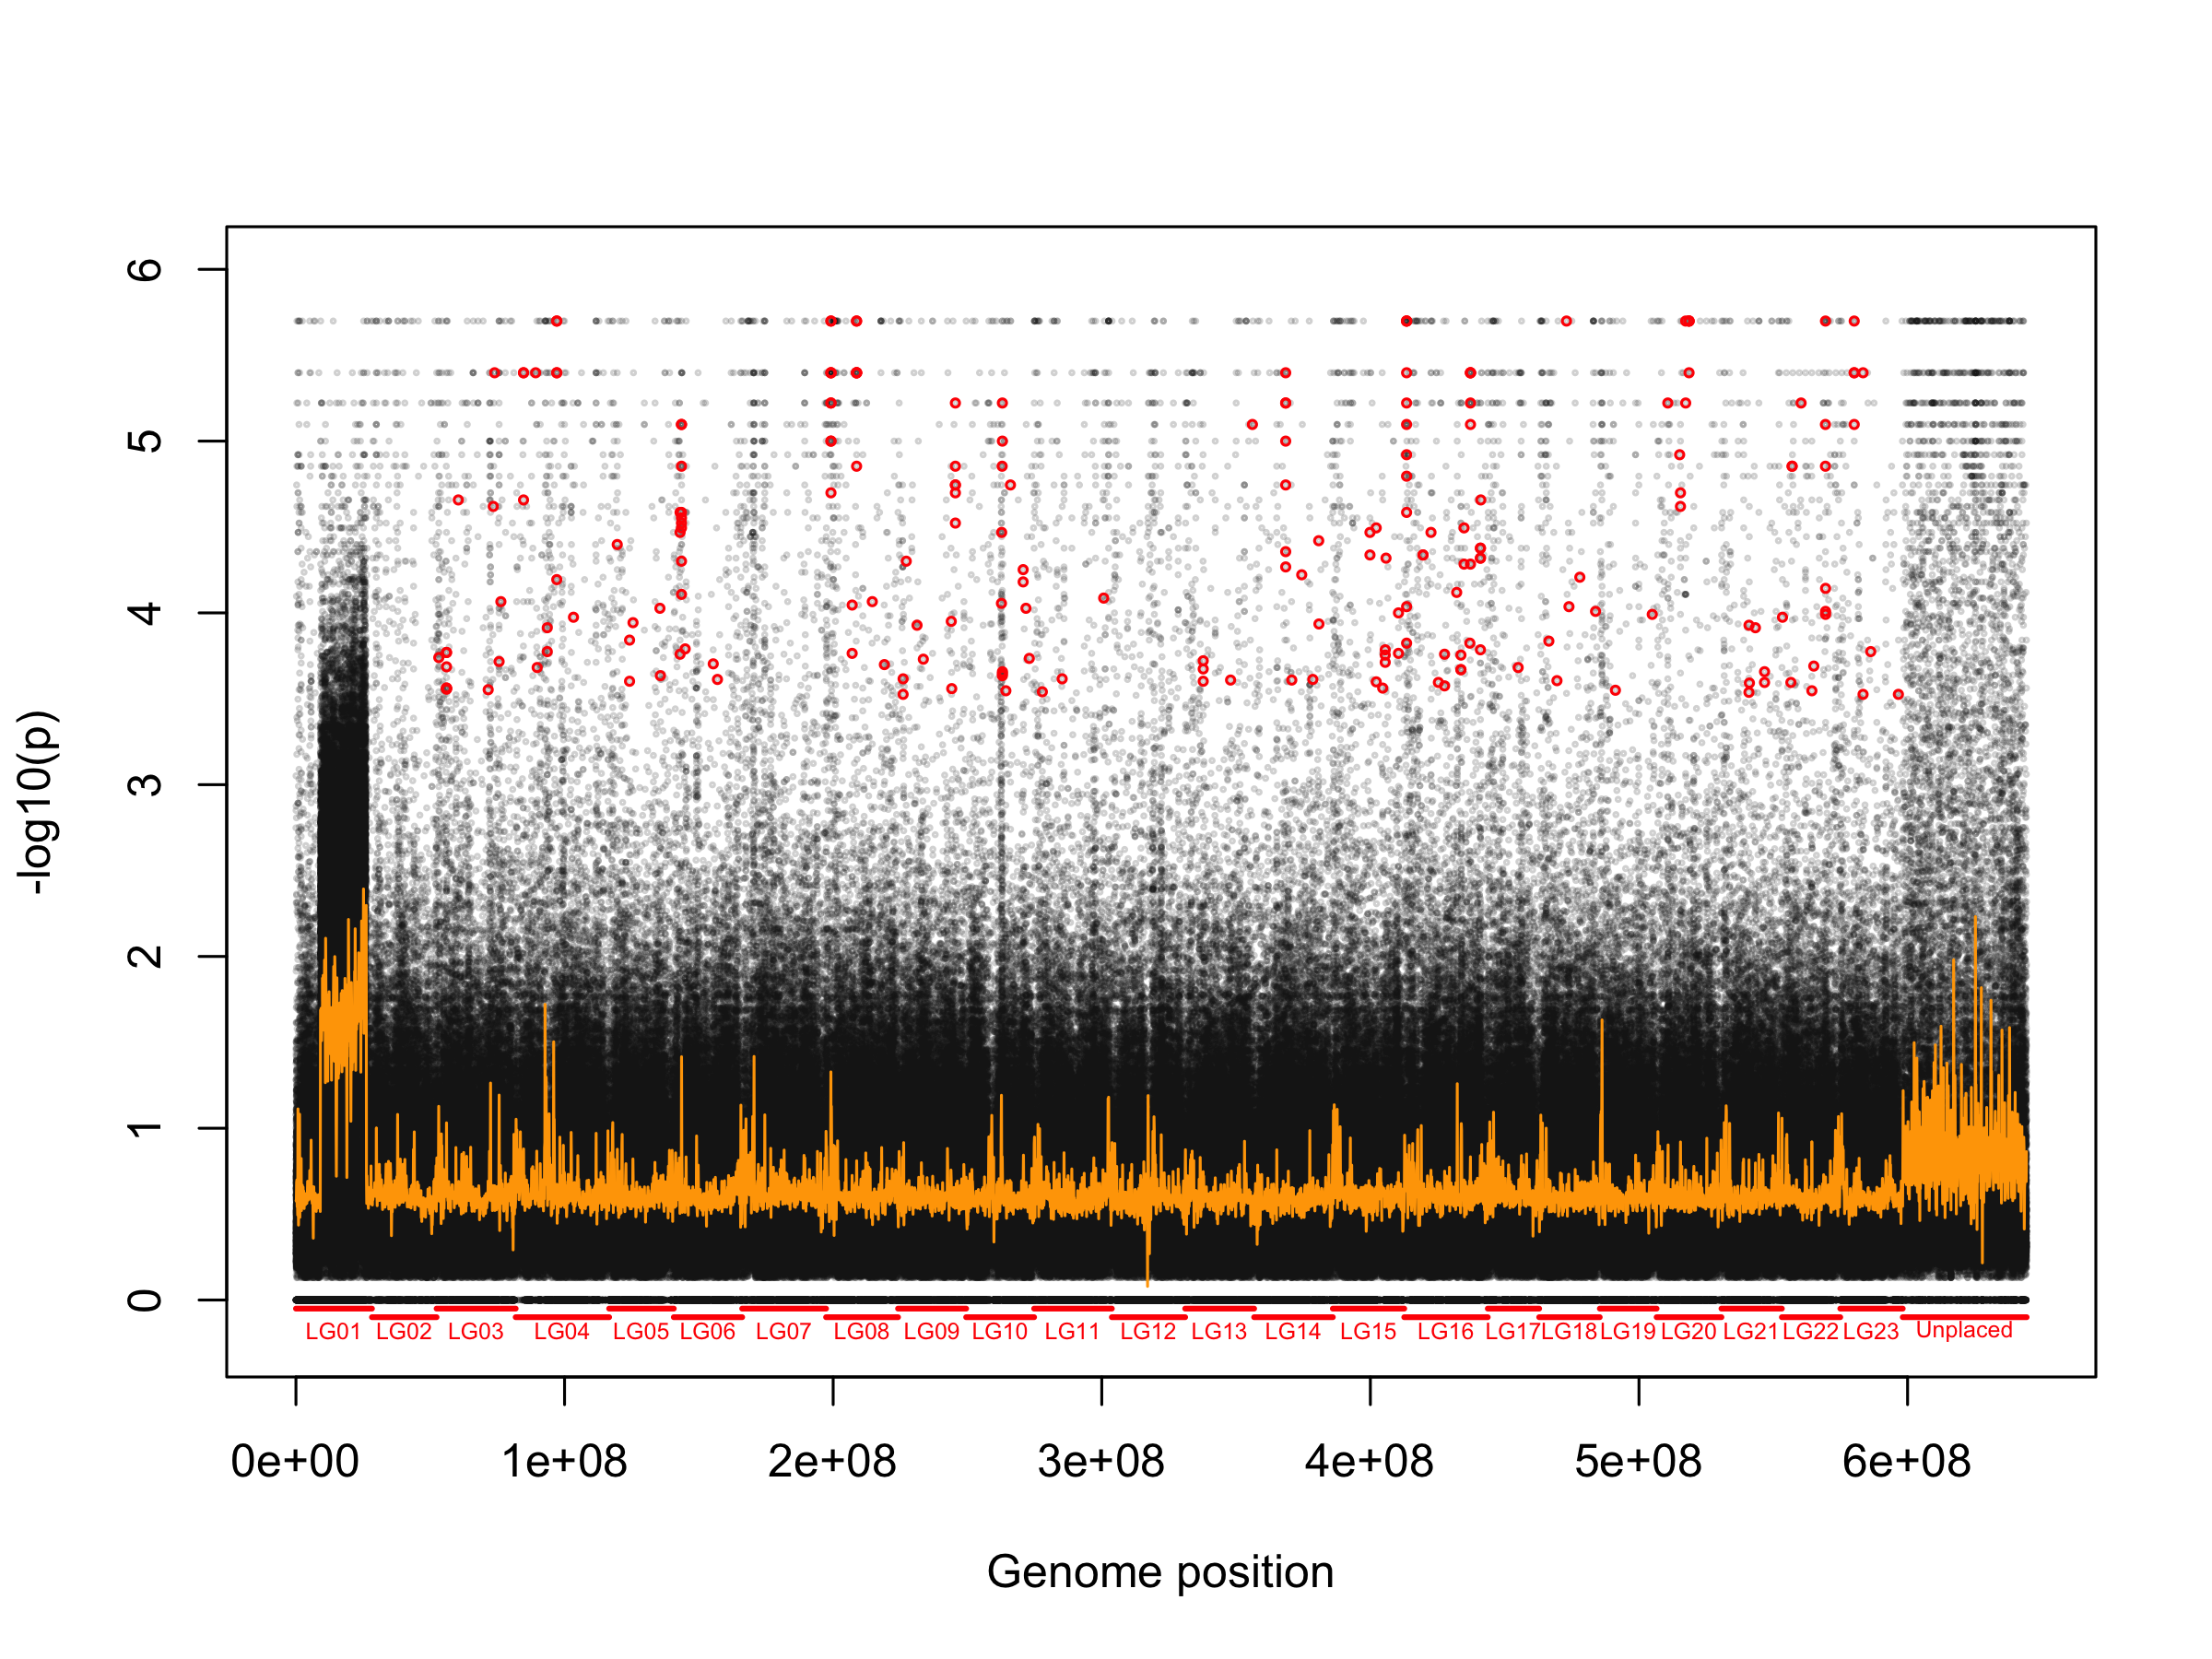 6
5
4
3
2
1
0
-log10(p)
LG01 LG02 LG03 LG04 LG05 LG06 LG07 LG08 LG09 LG10 LG11 LG12 LG13 LG14 LG15 LG16 LG17 LG18 LG19 LG20 LG21 LG22 LG23 Unplaced
0e+00 1e+08 2e+08 3e+08 4e+08 5e+08 6e+08
Genome position